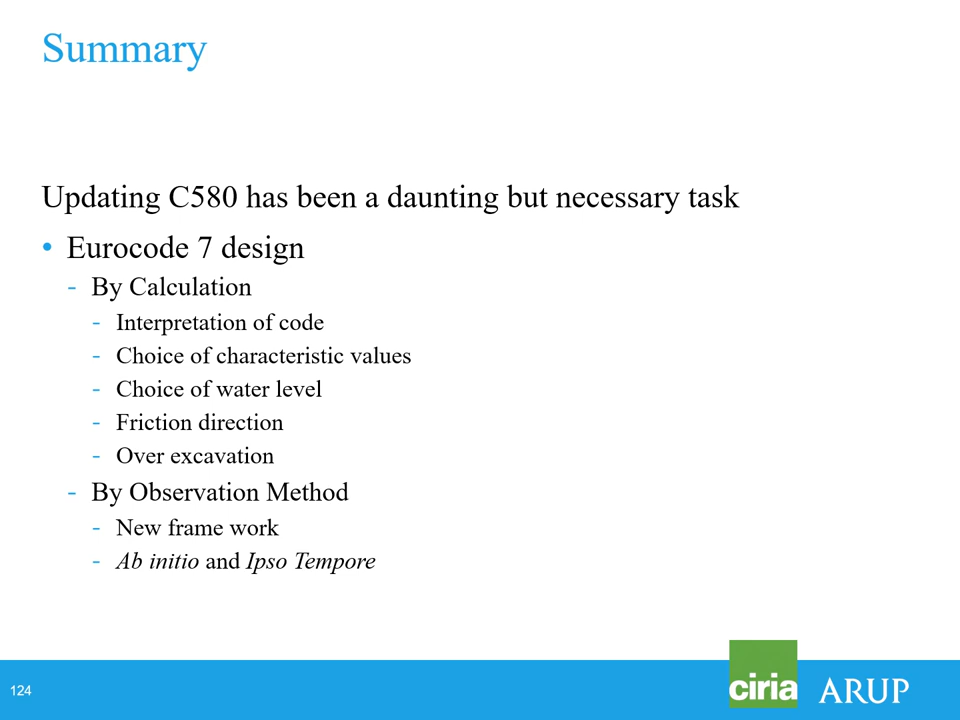 Summary
Updating C580 has been a daunting but necessary task
• Eurocode 7 design
- By Calculation
- Interpretation of code
- Choice of characteristic values
- Choice of water level
- Friction direction
- Over excavation
- By Observation Method
- New frame work
- Ab initio and Ipso Tempore
124
ciria
ARUP